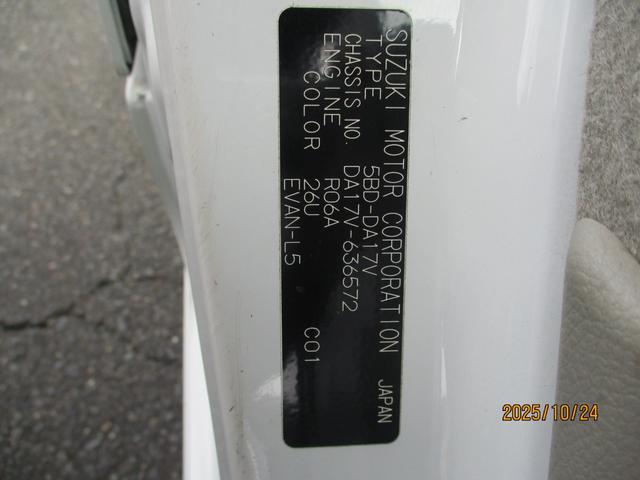 SUZUKI MOTOR CORPORATION JAPAN
TYPE 5BD-DA17V
CHASSIS NO. DA17V-636572
ENGINE R06A
COLOR 26U C01
EVAN-L5
2025/10/24